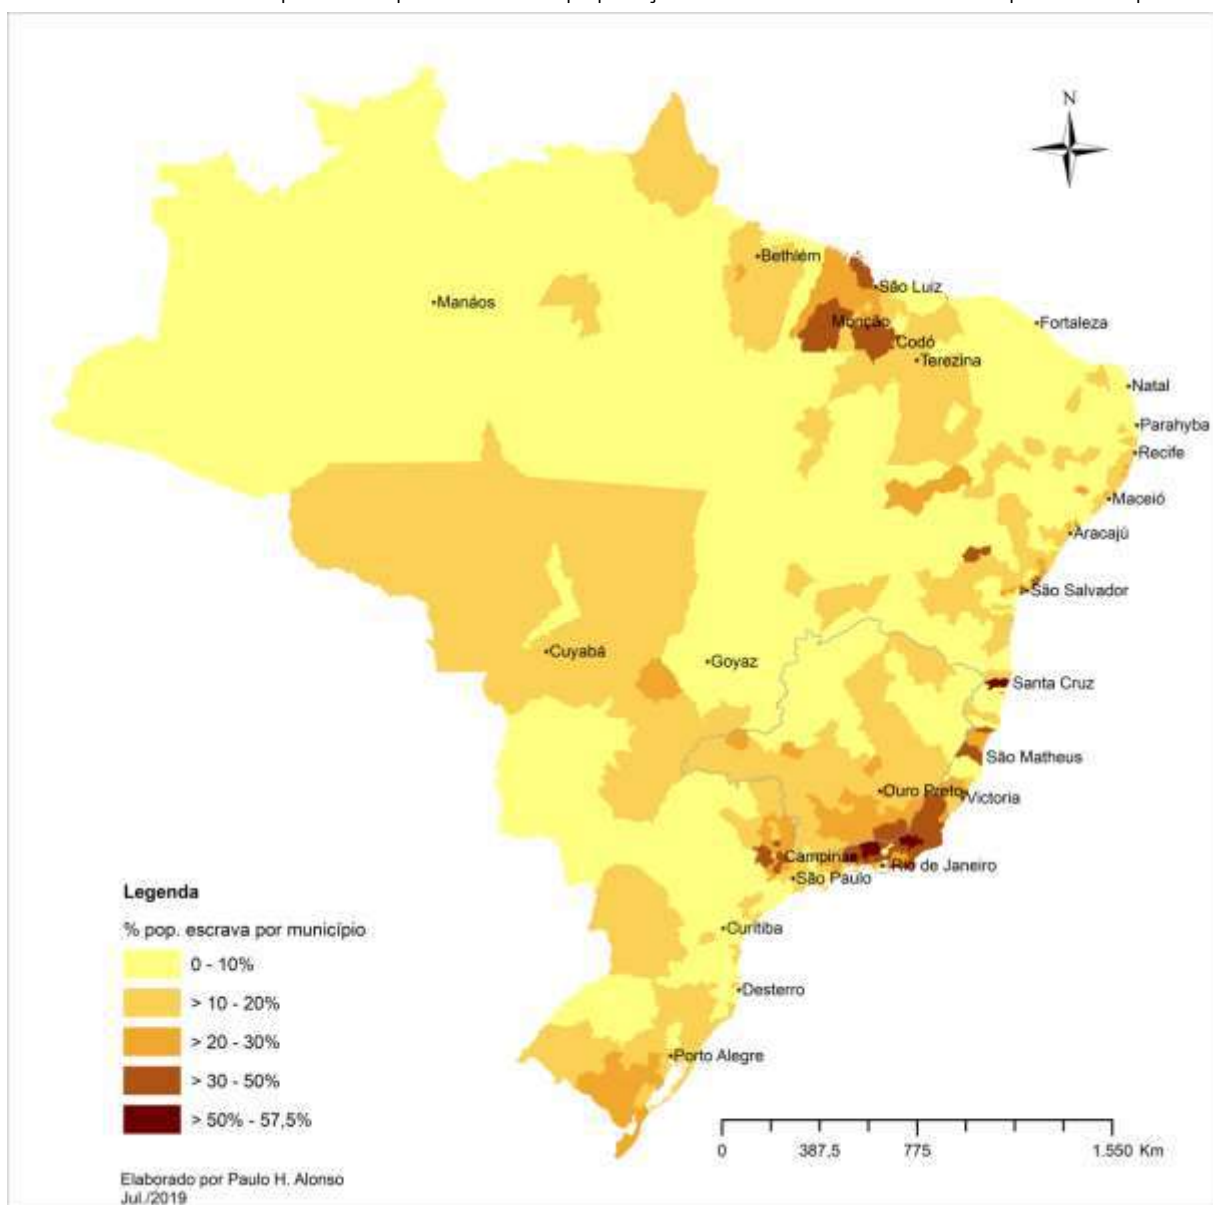 N
Bethlém
São Luiz
Manáos
Monção
Fortaleza
Codó
Terezina
Natal
Parahyba
Recife
Maceió
Aracajú
São Salvador
Cuyabá
Goyaz
Santa Cruz
São Matheus
Ouro Preto
Victoria
Campinas
Rio de Janeiro
São Paulo
Curitiba
Desterro
Porto Alegre
Legenda
% pop. escrava por município
0 - 10%
> 10 - 20%
> 20 - 30%
> 30 - 50%
> 50% - 57,5%
0 387,5 775 1.550 Km
Elaborado por Paulo H. Alonso
Jul./2019